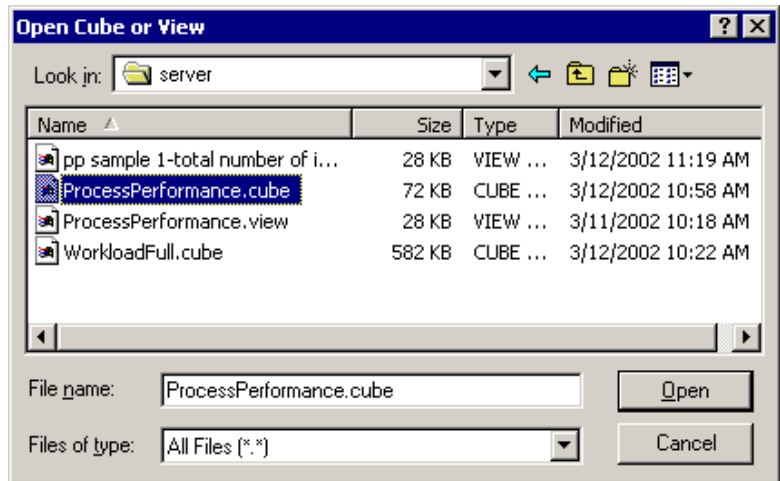 Open Cube or View
Look in: server
Name Size Type Modified
pp sample 1-total number of i... 28 KB VIEW ... 3/12/2002 11:19 AM
ProcessPerformance.cube 72 KB CUBE ... 3/12/2002 10:58 AM
ProcessPerformance.view 28 KB VIEW ... 3/11/2002 10:18 AM
WorkloadFull.cube 582 KB CUBE ... 3/12/2002 10:22 AM
File name: ProcessPerformance.cube Open
Files of type: All Files (*.*) Cancel